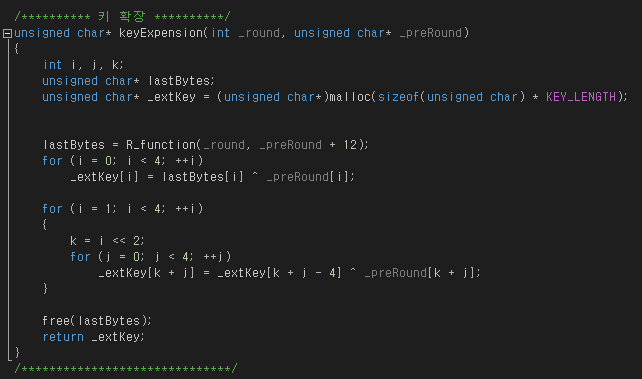 /********** 키 확장 **********/
unsigned char* keyExpension(int _round, unsigned char* _preRound)
{
    int i, j, k;
    unsigned char* lastBytes;
    unsigned char* _extKey = (unsigned char*)malloc(sizeof(unsigned char) * KEY_LENGTH);
    lastBytes = R_function(_round, _preRound + 12);
    for (i = 0; i < 4; ++i)
        _extKey[i] = lastBytes[i] ^ _preRound[i];
    for (i = 1; i < 4; ++i)
    {
        k = i << 2;
        for (j = 0; j < 4; ++j)
            _extKey[k + j] = _extKey[k + j - 4] ^ _preRound[k + j];
    }
    free(lastBytes);
    return _extKey;
}
/******************************/